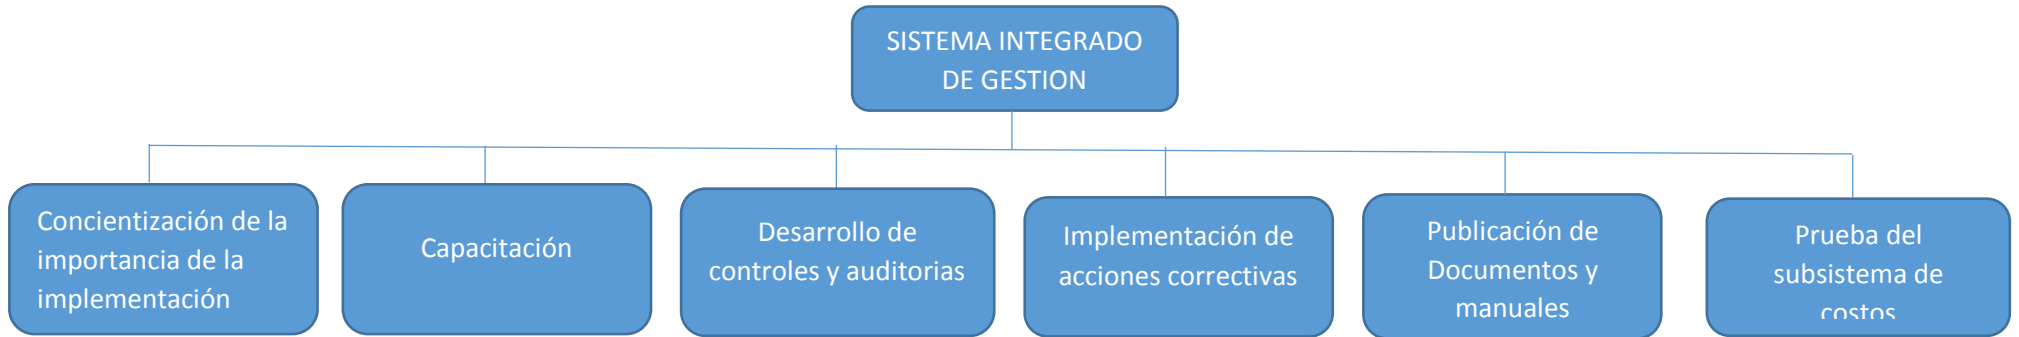 SISTEMA INTEGRADO
DE GESTION
Concientización de la
importancia de la
implementación
Capacitación
Desarrollo de
controles y auditorias
Implementación de
acciones correctivas
Publicación de
Documentos y
manuales
Prueba del
subsistema de
costos